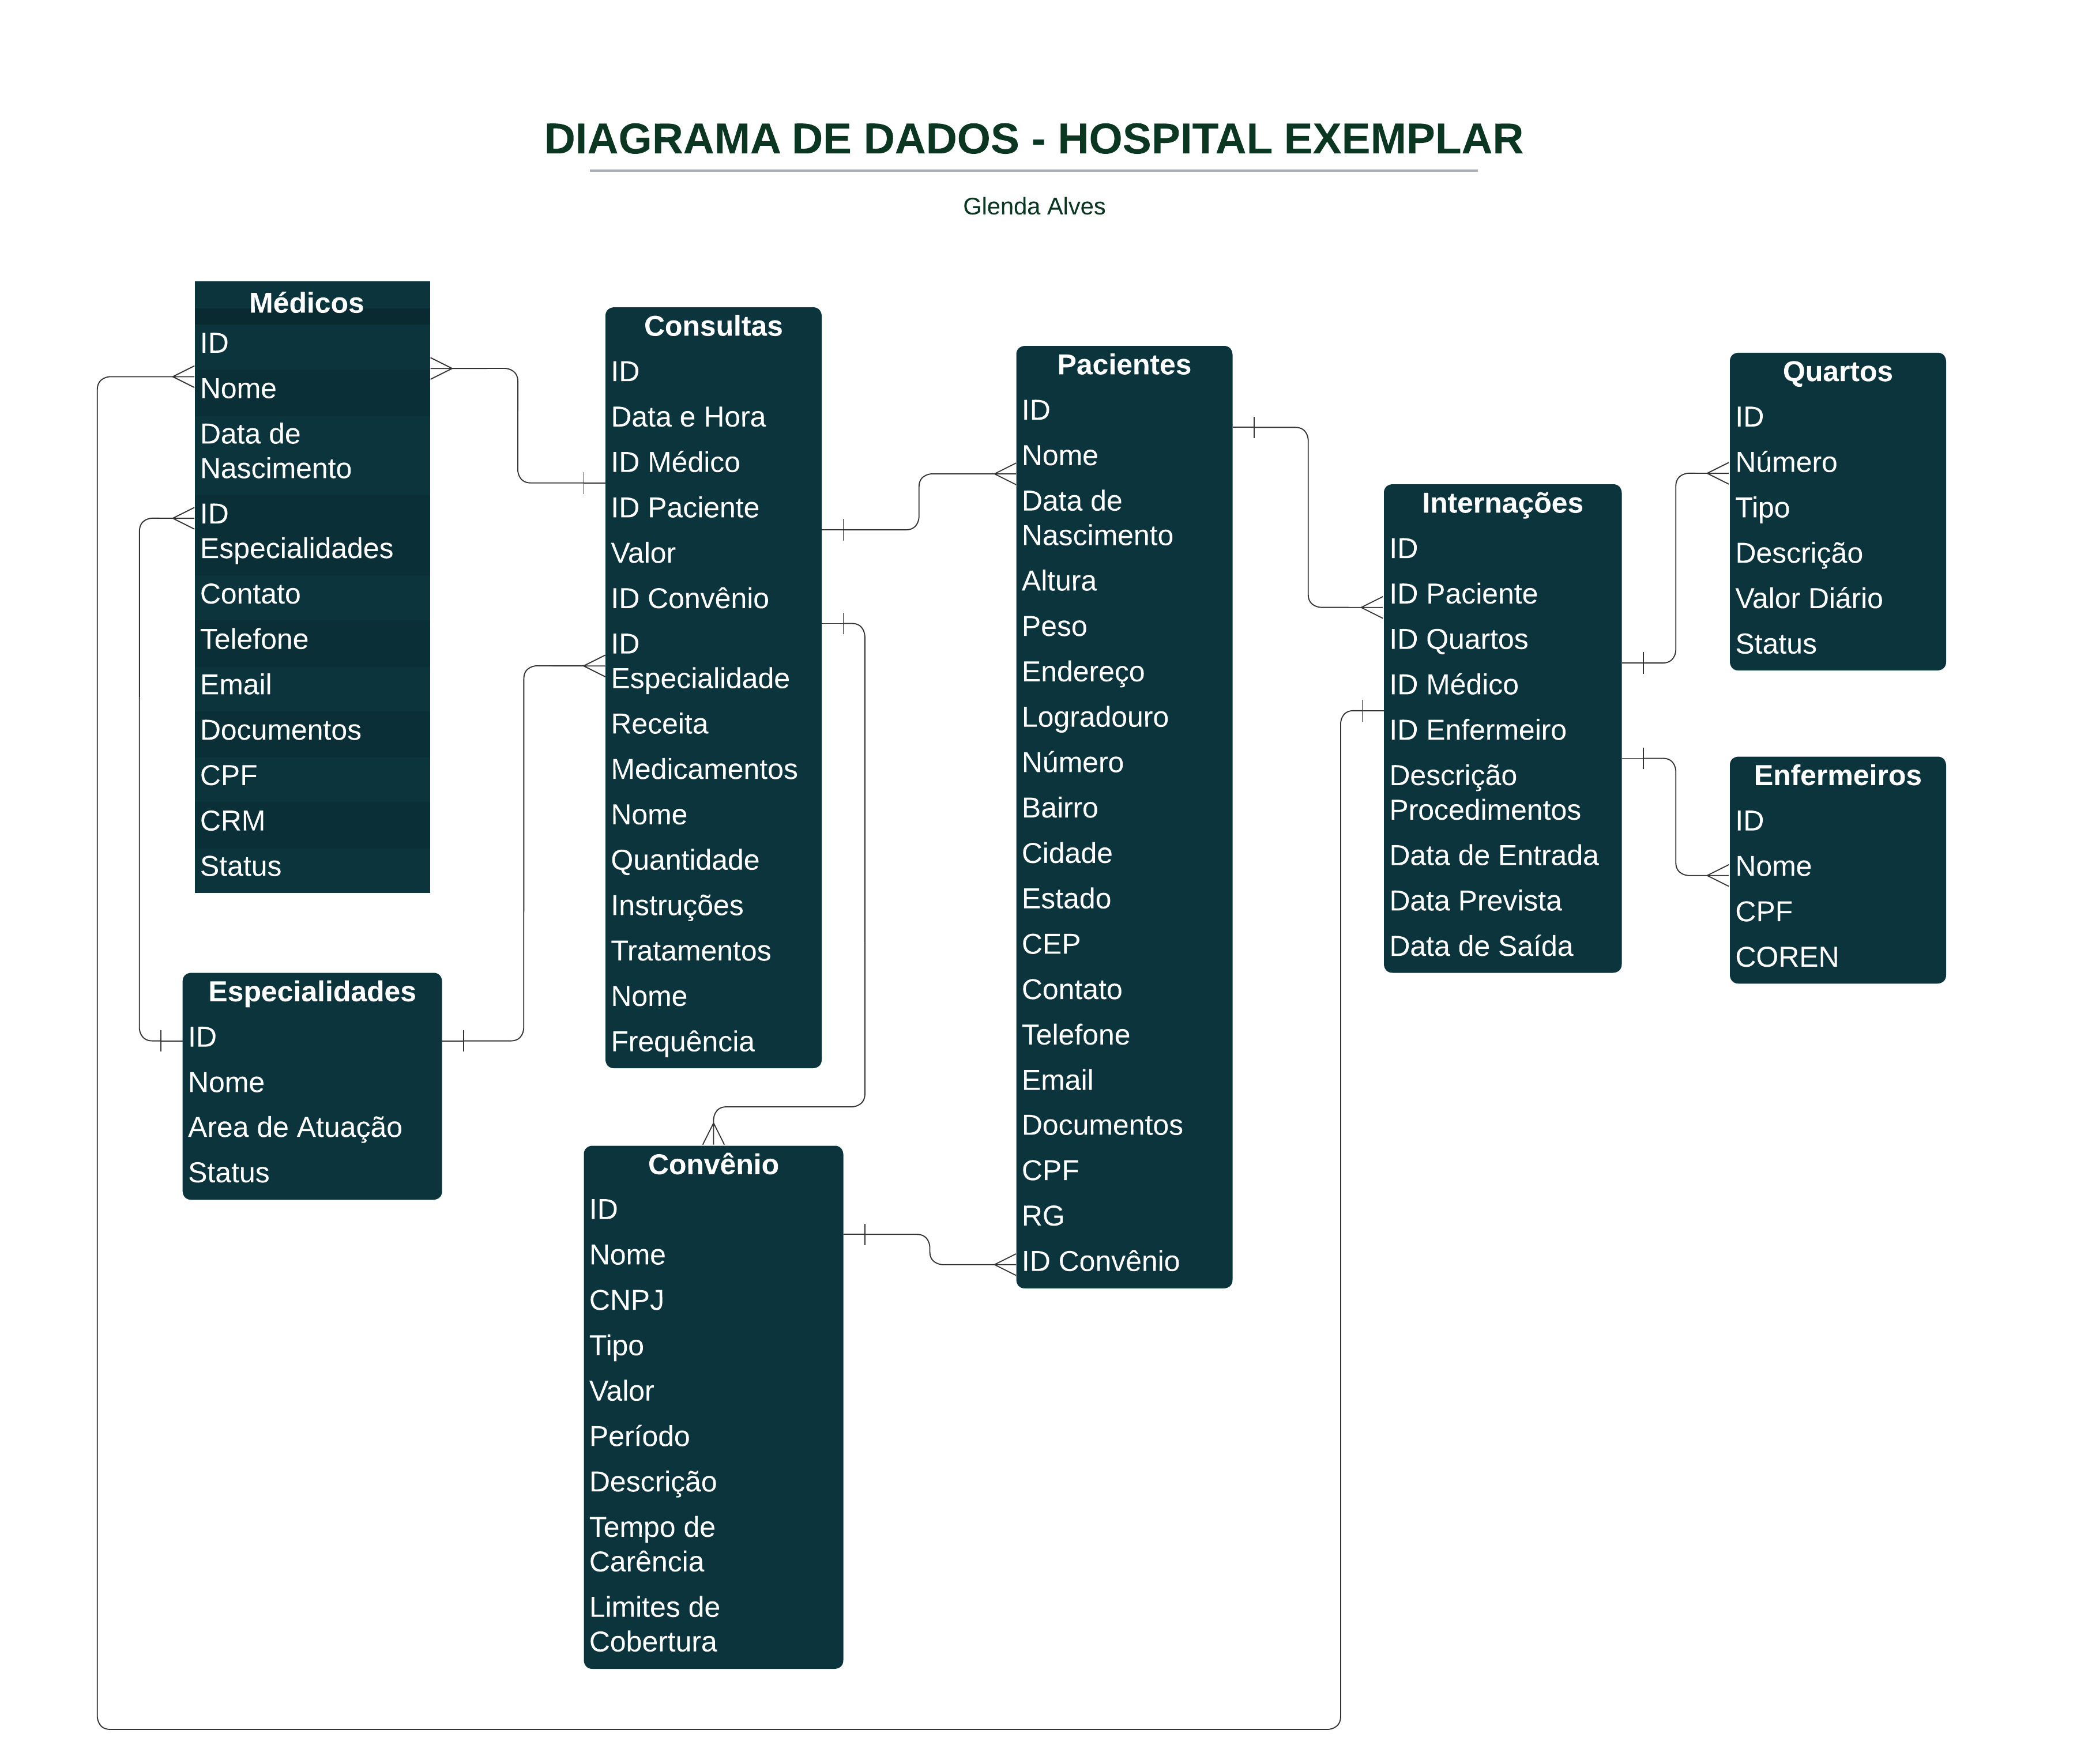 DIAGRAMA DE DADOS - HOSPITAL EXEMPLAR
Glenda Alves
Médicos
ID
Nome
Data de
Nascimento
ID
Especialidades
Contato
Telefone
Email
Documentos
CPF
CRM
Status
Especialidades
ID
Nome
Area de Atuação
Status
Consultas
ID
Data e Hora
ID Médico
ID Paciente
Valor
ID Convênio
ID
Especialidade
Receita
Medicamentos
Nome
Quantidade
Instruções
Tratamentos
Nome
Frequência
Convênio
ID
Nome
CNPJ
Tipo
Valor
Período
Descrição
Tempo de
Carência
Limites de
Cobertura
Pacientes
ID
Nome
Data de
Nascimento
Altura
Peso
Endereço
Logradouro
Número
Bairro
Cidade
Estado
CEP
Contato
Telefone
Email
Documentos
CPF
RG
ID Convênio
Internações
ID
ID Paciente
ID Quartos
ID Médico
ID Enfermeiro
Descrição
Procedimentos
Data de Entrada
Data Prevista
Data de Saída
Quartos
ID
Número
Tipo
Descrição
Valor Diário
Status
Enfermeiros
ID
Nome
CPF
COREN